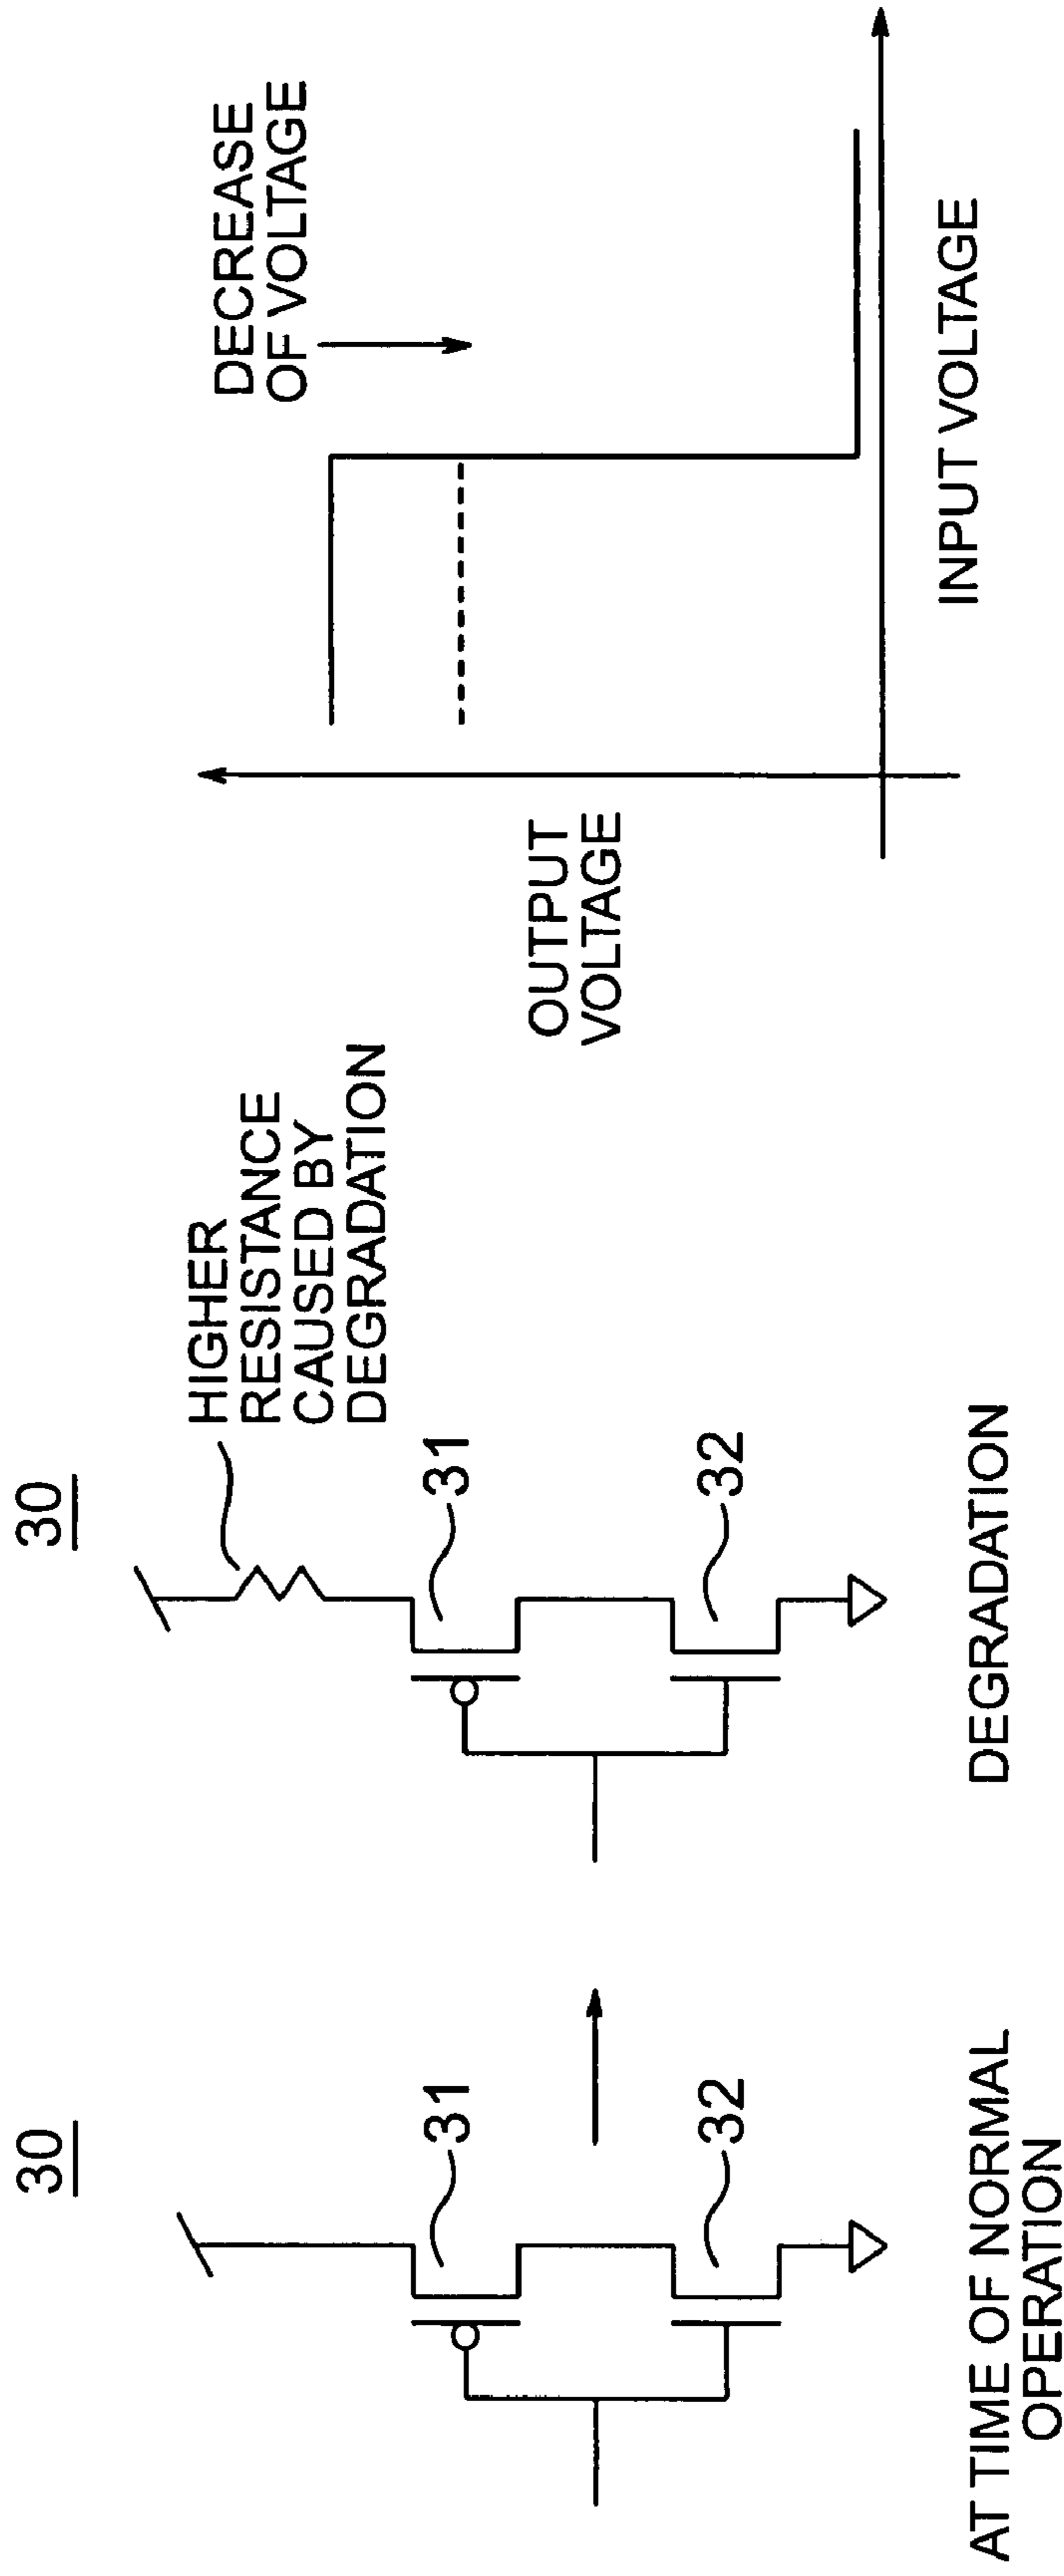 30
31
32
AT TIME OF NORMAL
OPERATION
30
HIGHER
RESISTANCE
CAUSED BY
DEGRADATION
31
32
DEGRADATION
OUTPUT
VOLTAGE
DECREASE
OF VOLTAGE
INPUT VOLTAGE